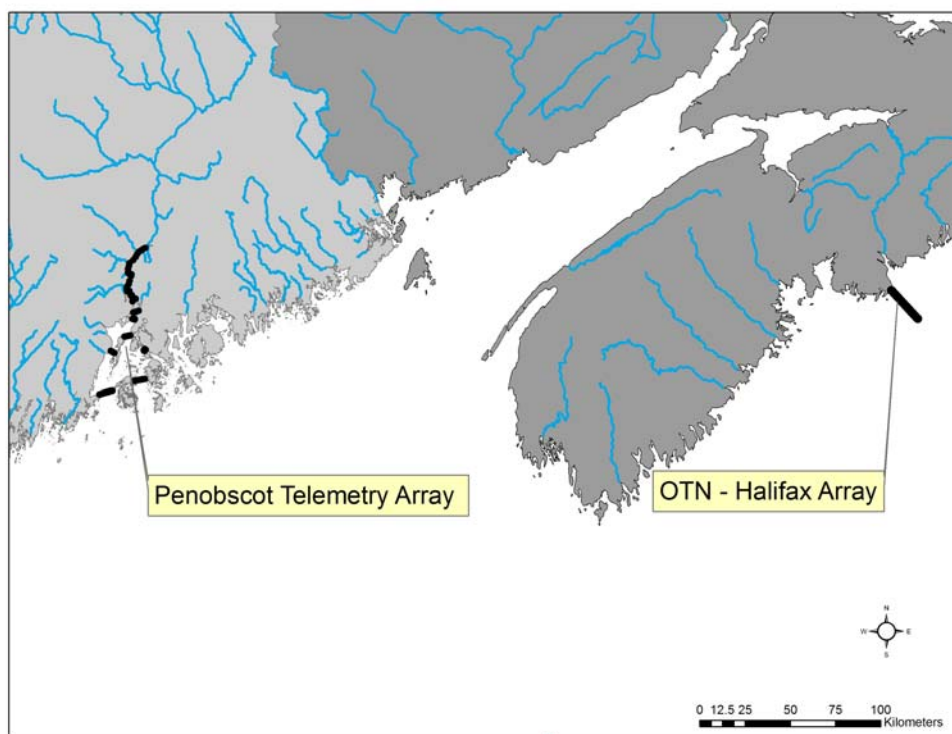 Penobscot Telemetry Array
OTN - Halifax Array
N
W E
S
0 12.5 25 50 75 100
Kilometers